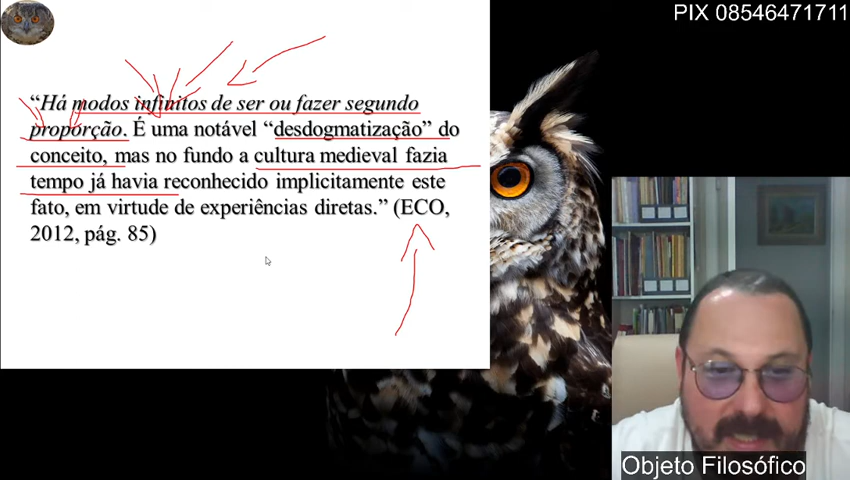 PIX 08546471711
“Há modos infinitos de ser ou fazer segundo
proporção. É uma notável “desdogmatização” do
conceito, mas no fundo a cultura medieval fazia
tempo já havia reconhecido implicitamente este
fato, em virtude de experiências diretas.” (ECO,
2012, pág. 85)
Objeto Filosófico